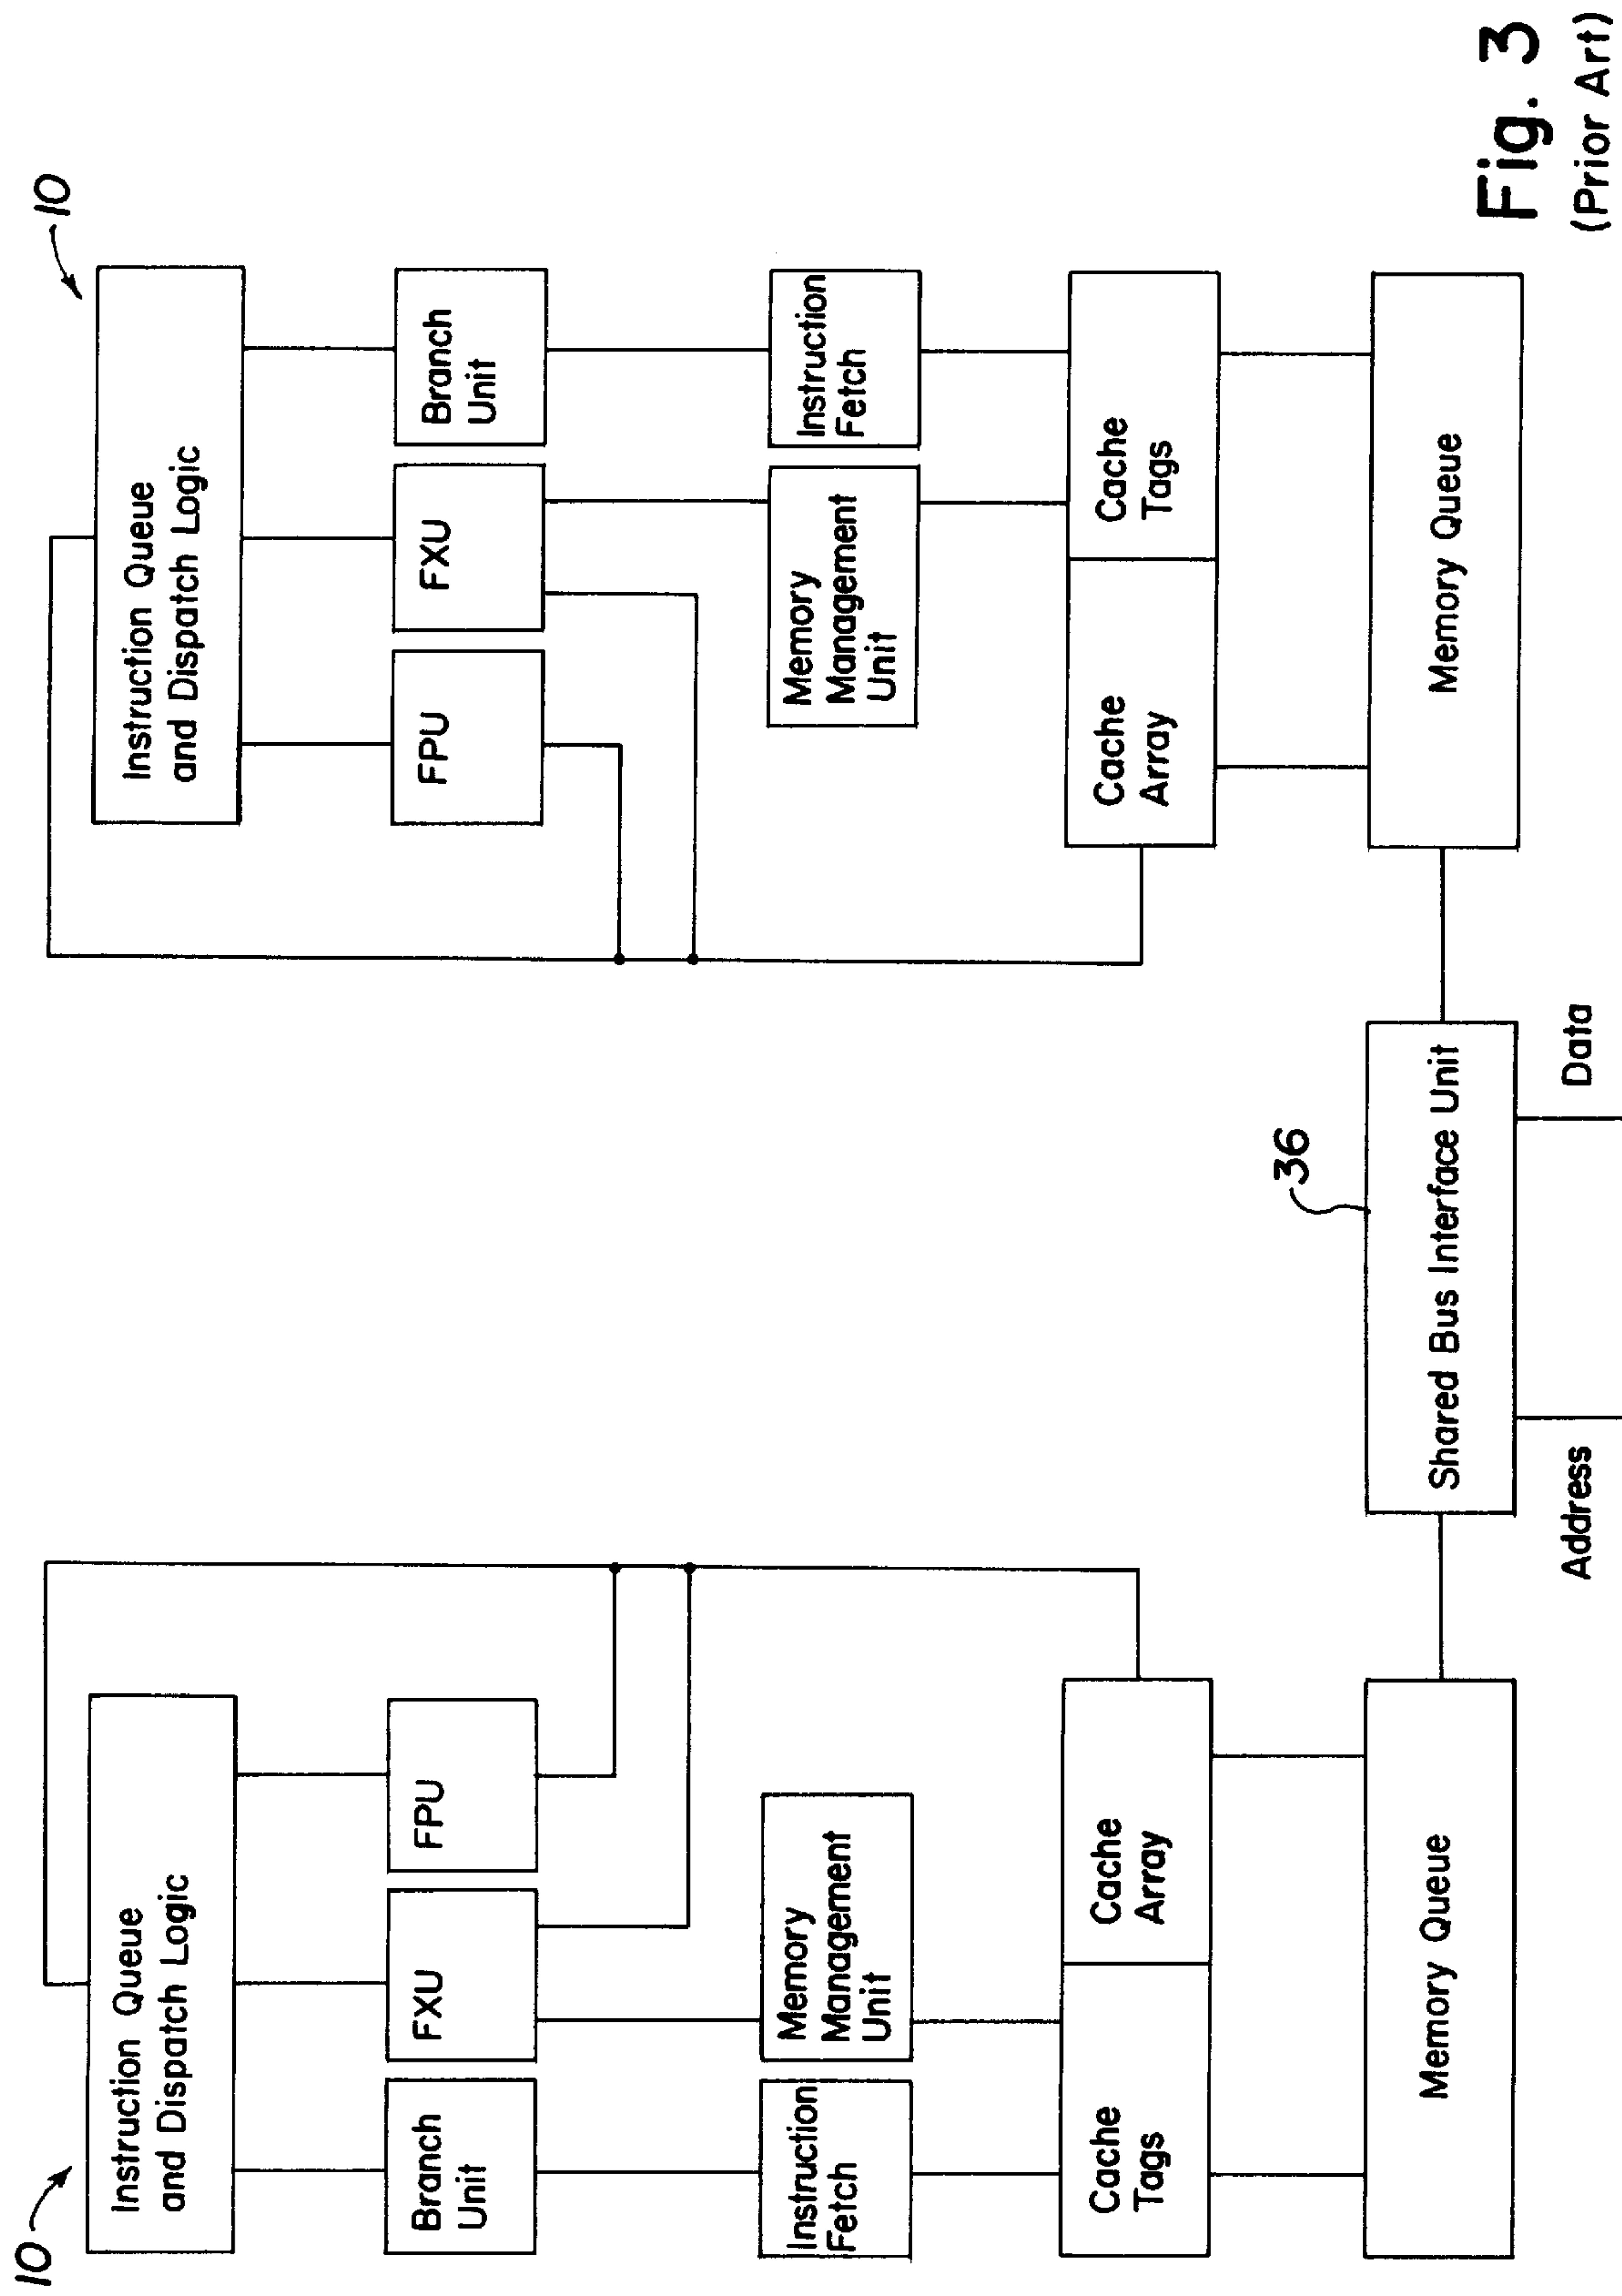 10
10
Instruction Queue
and Dispatch Logic
Instruction Queue
and Dispatch Logic
Branch
Unit
FXU
FPU
FPU
FXU
Branch
Unit
Instruction
Fetch
Memory
Management
Unit
Memory
Management
Unit
Instruction
Fetch
Cache
Tags
Cache
Array
36
Cache
Array
Cache
Tags
Memory Queue
Shared Bus Interface Unit
Memory Queue
Address
Data
Fig. 3
(Prior Art)